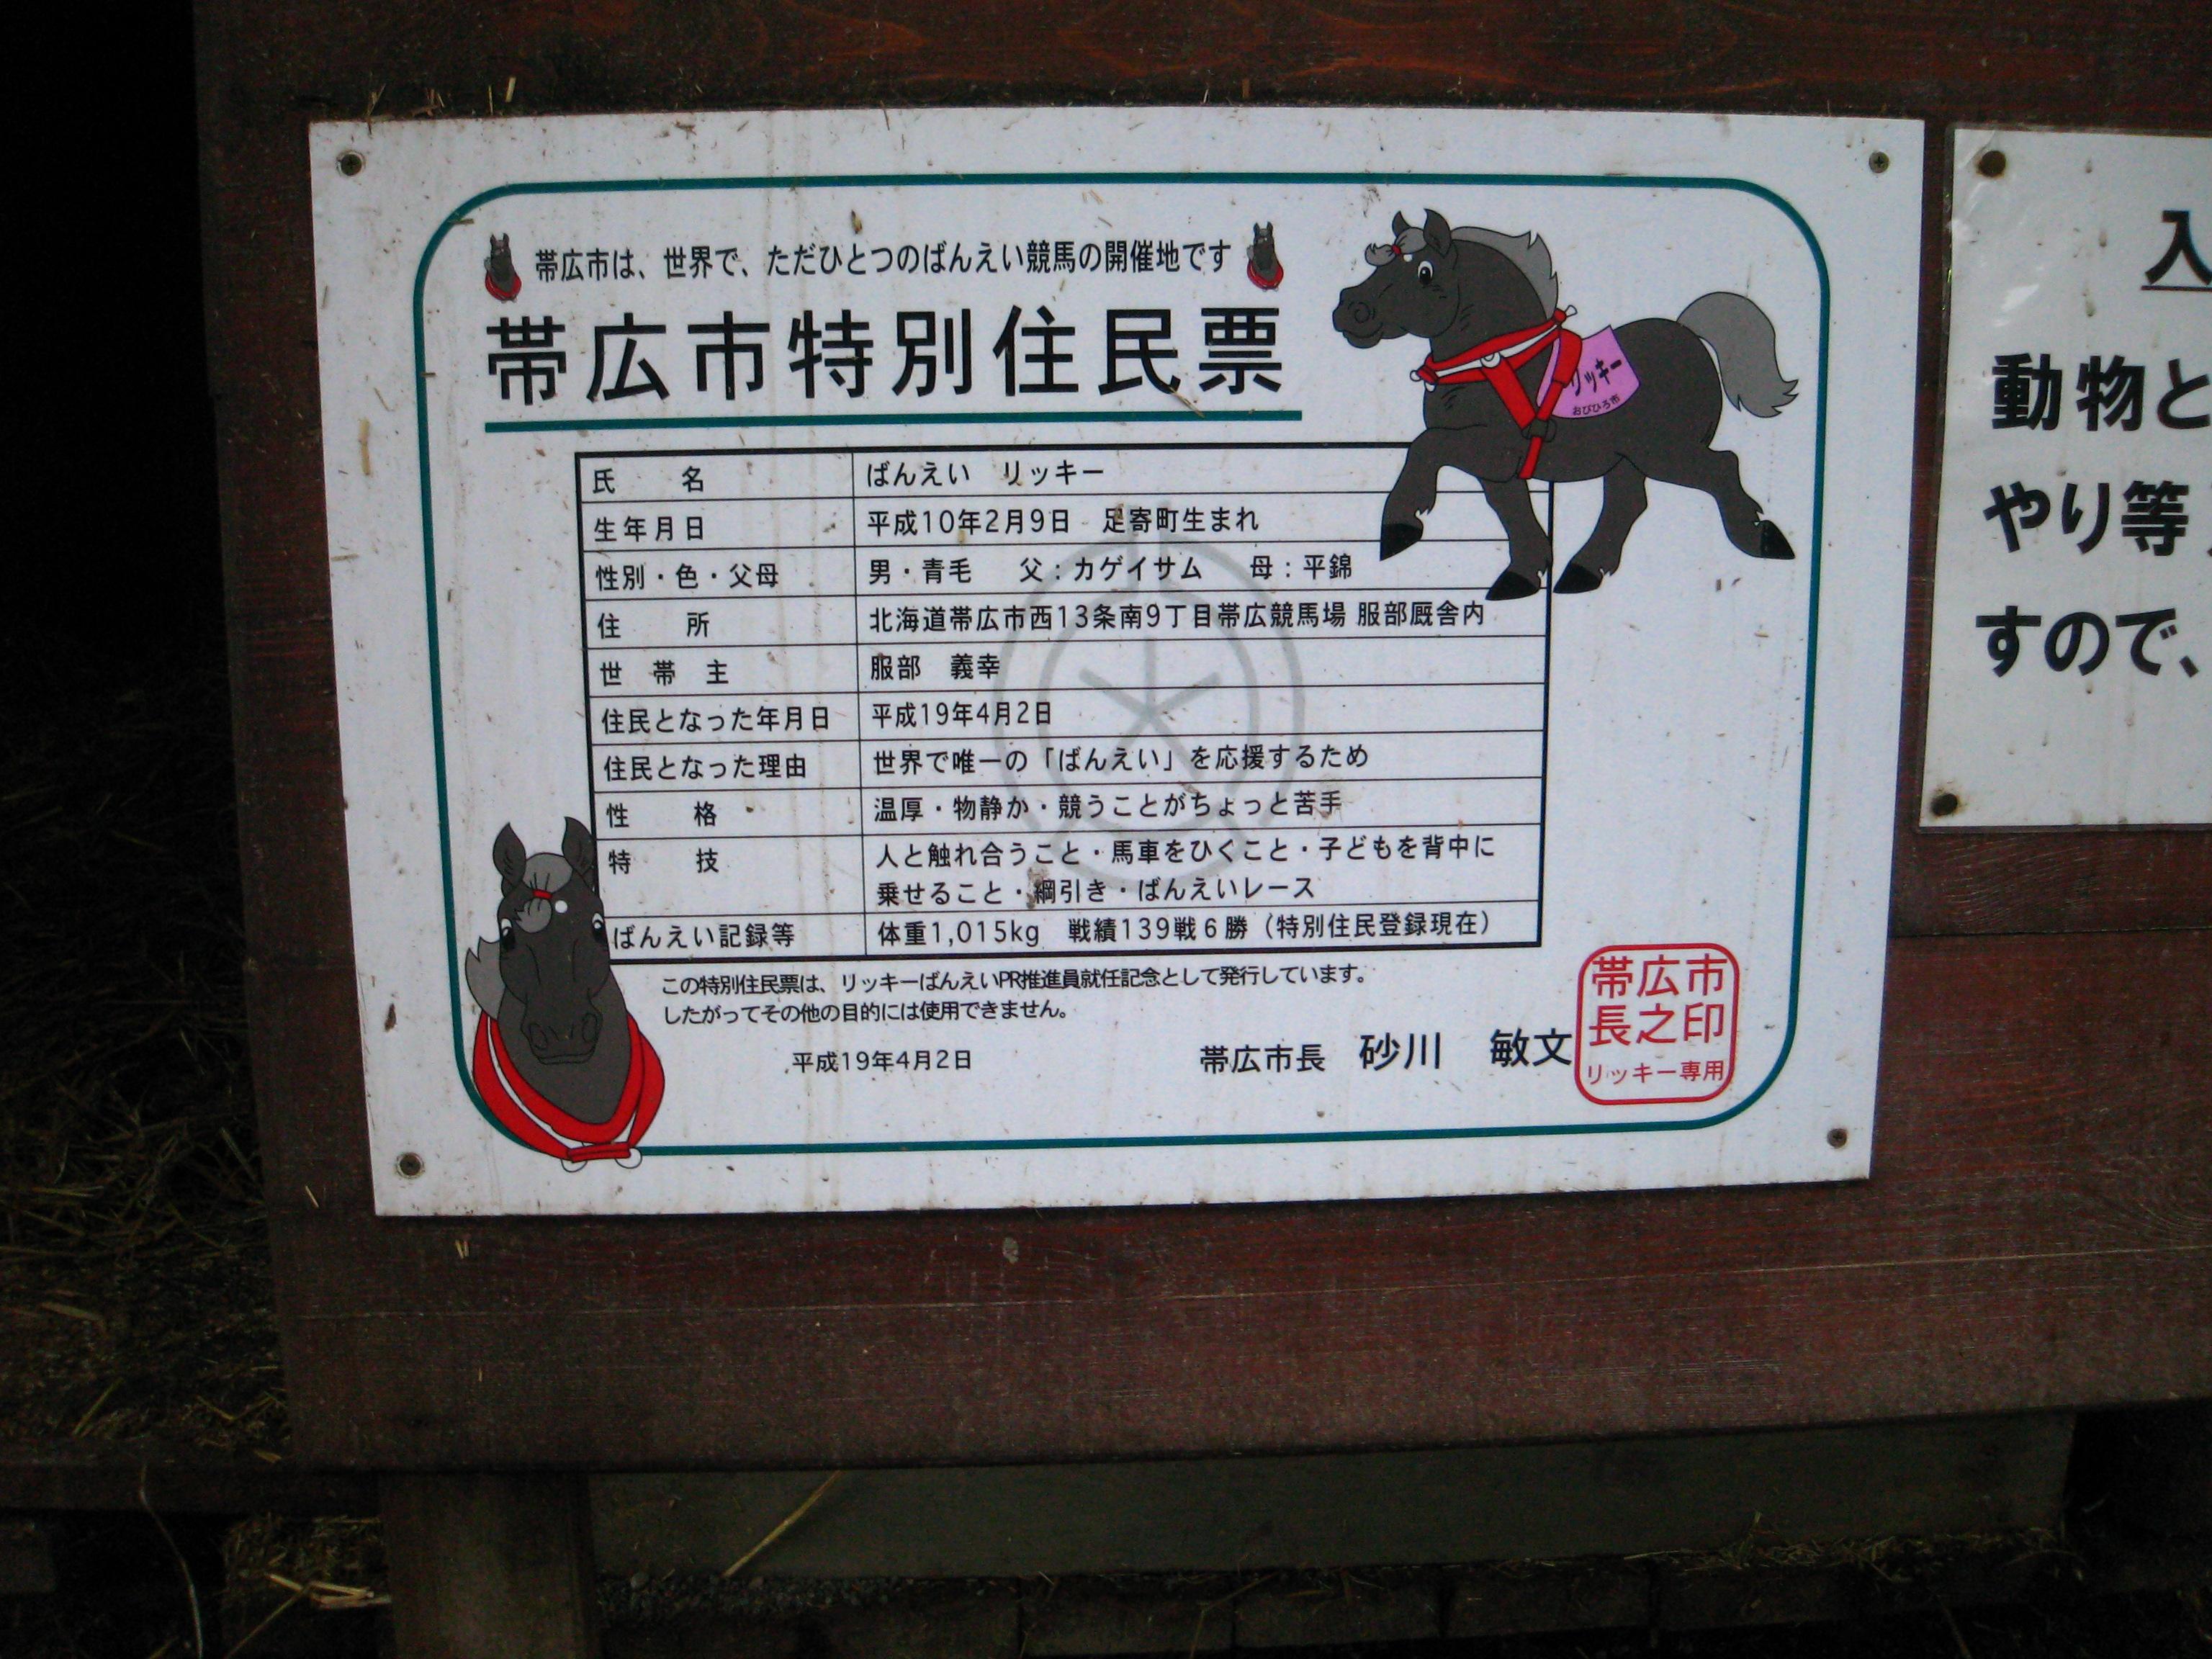 帯広市は、世界で、ただひとつのばんえい競馬の開催地です
帯広市特別住民票
リッキー
おびひろ市
氏 名 ばんえい リッキー
生年月日 平成10年2月9日 足寄町生まれ
性別・色・父母 男・青毛 父:カゲイサム 母:平錦
住 所 北海道帯広市西13条南9丁目帯広競馬場 服部厩舎内
世 帯 主 服部 義幸
住民となった年月日 平成19年4月2日
住民となった理由 世界で唯一の「ばんえい」を応援するため
性 格 温厚・物静か・競うことがちょっと苦手
特 技 人と触れ合うこと・馬車をひくこと・子どもを背中に
乗せること・綱引き・ばんえいレース
ばんえい記録等 体重1,015kg 戦績139戦6勝(特別住民登録現在)
この特別住民票は、リッキーばんえいPR推進員就任記念として発行しています。
したがってその他の目的には使用できません。
平成19年4月2日
帯広市長 砂川 敏文
帯広市
長之印
リッキー専用
入
動物と
やり等
すので、